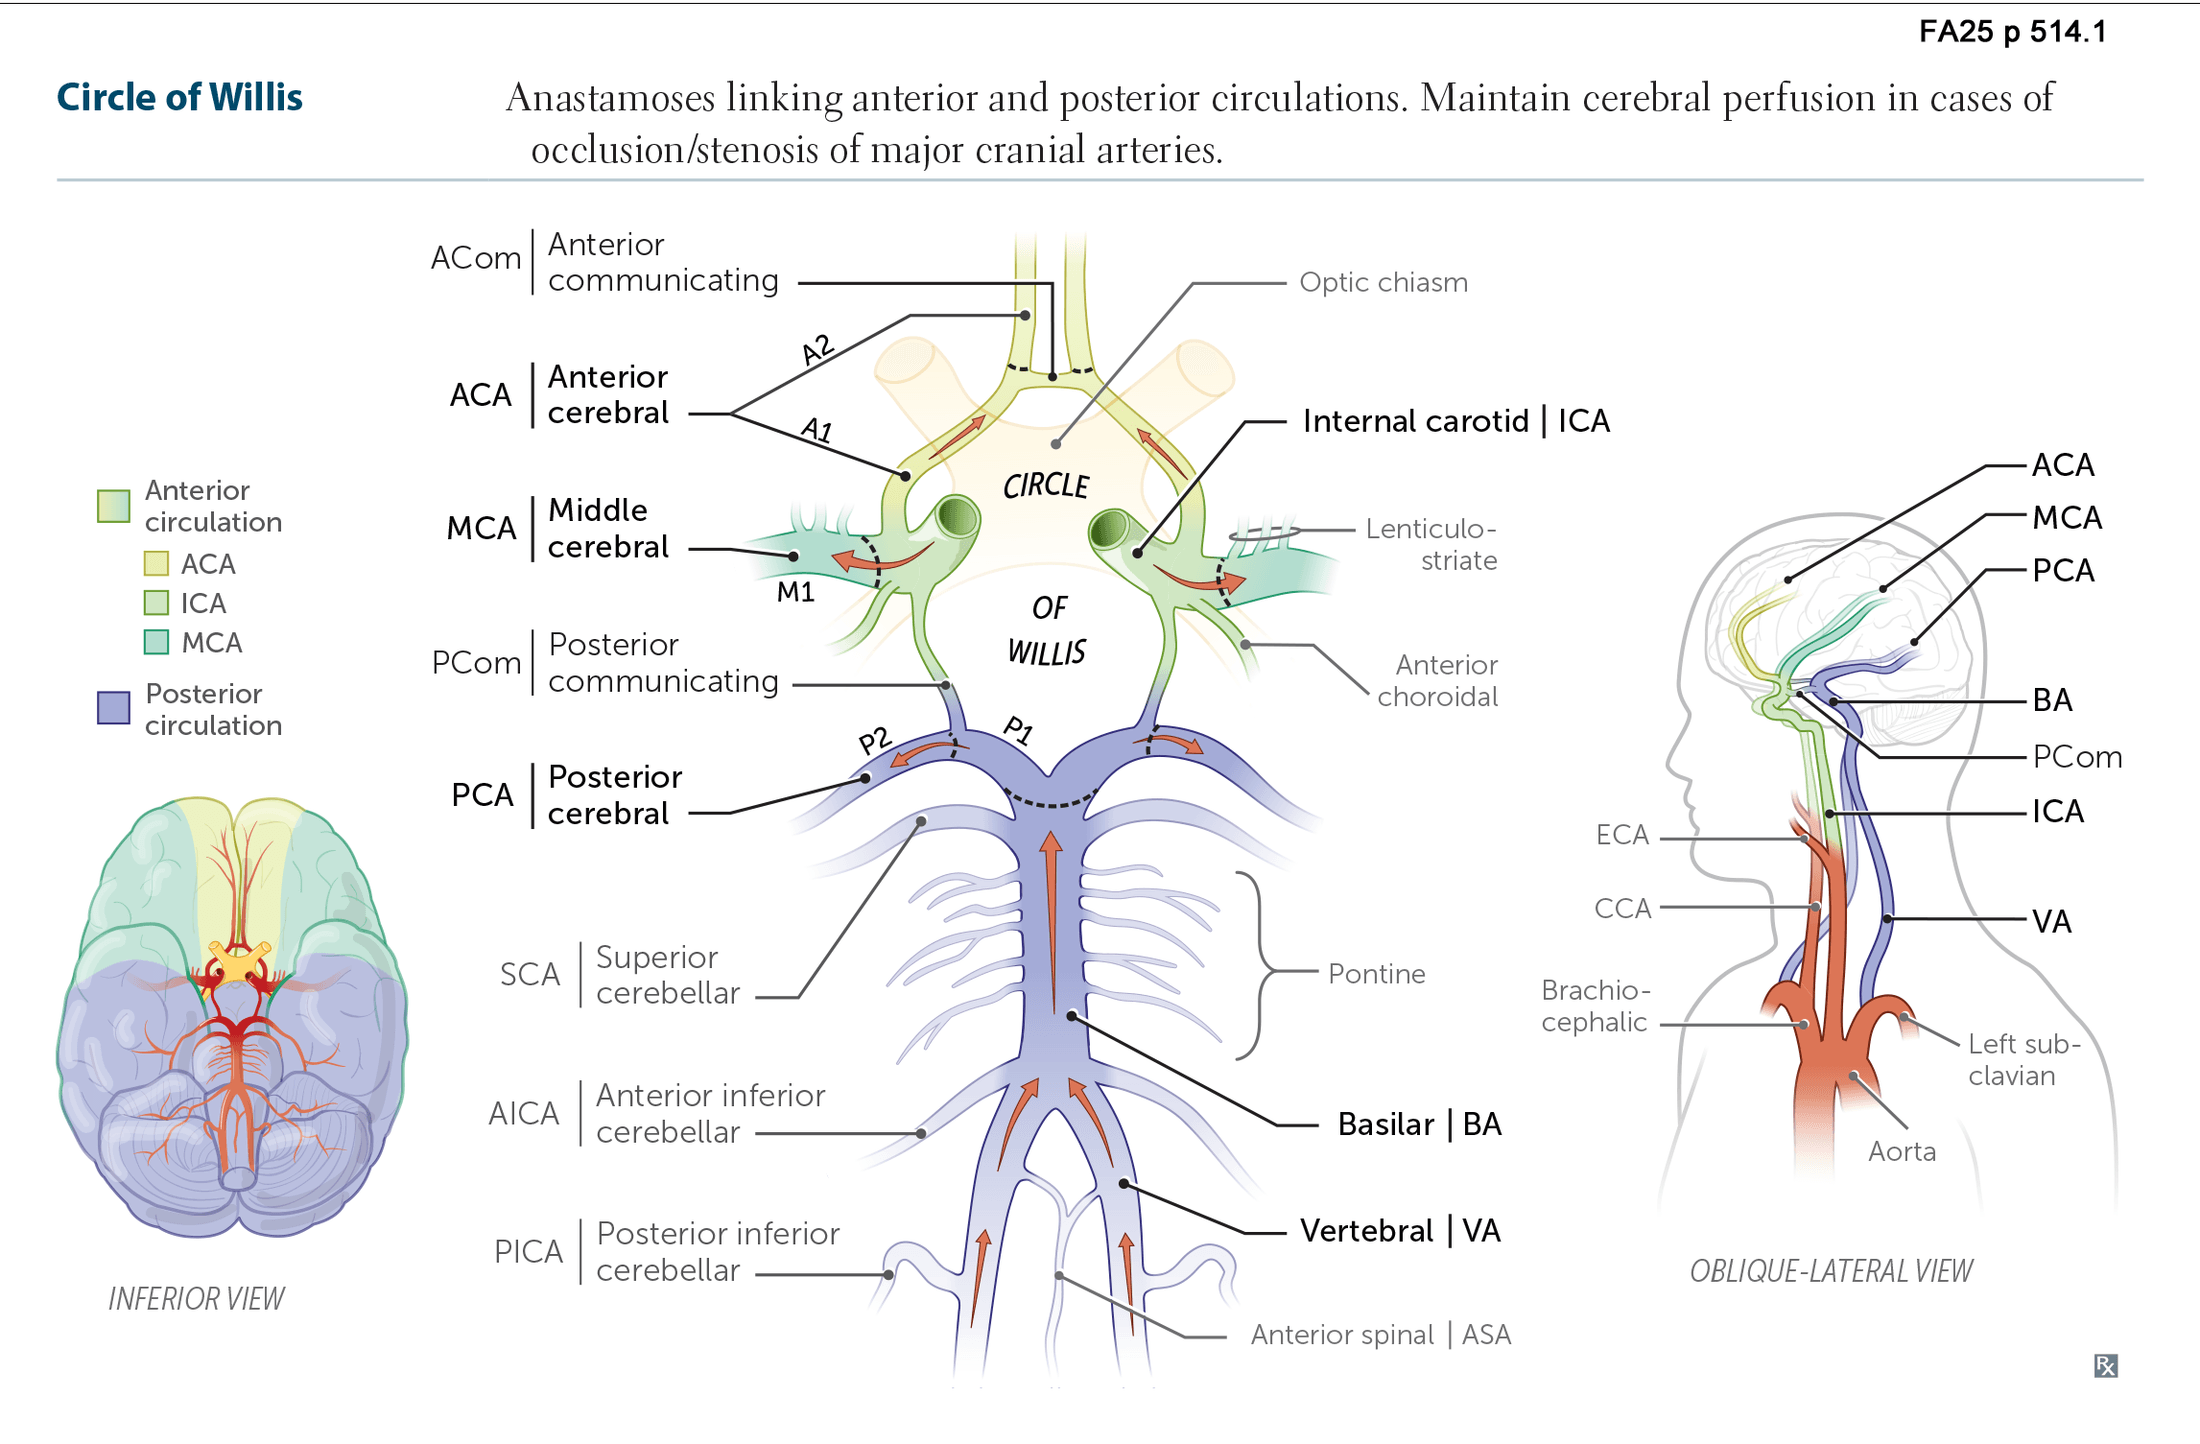 FA25 p 514.1
Circle of Willis
Anastamoses linking anterior and posterior circulations. Maintain cerebral perfusion in cases of
occlusion/stenosis of major cranial arteries.
ACom | Anterior
communicating
Optic chiasm
A2
ACA | Anterior
cerebral
A1
Internal carotid | ICA
CIRCLE
OF
WILLIS
MCA | Middle
cerebral
M1
Lenticulo-
striate
PCom | Posterior
communicating
Anterior
choroidal
P2
P1
PCA | Posterior
cerebral
SCA | Superior
cerebellar
Pontine
AICA | Anterior inferior
cerebellar
Basilar | BA
Vertebral | VA
PICA | Posterior inferior
cerebellar
Anterior spinal | ASA
Anterior
circulation
ACA
ICA
MCA
Posterior
circulation
INFERIOR VIEW
ACA
MCA
PCA
BA
PCom
ICA
ECA
CCA
VA
Brachio-
cephalic
Left sub-
clavian
Aorta
OBLIQUE-LATERAL VIEW
Rx